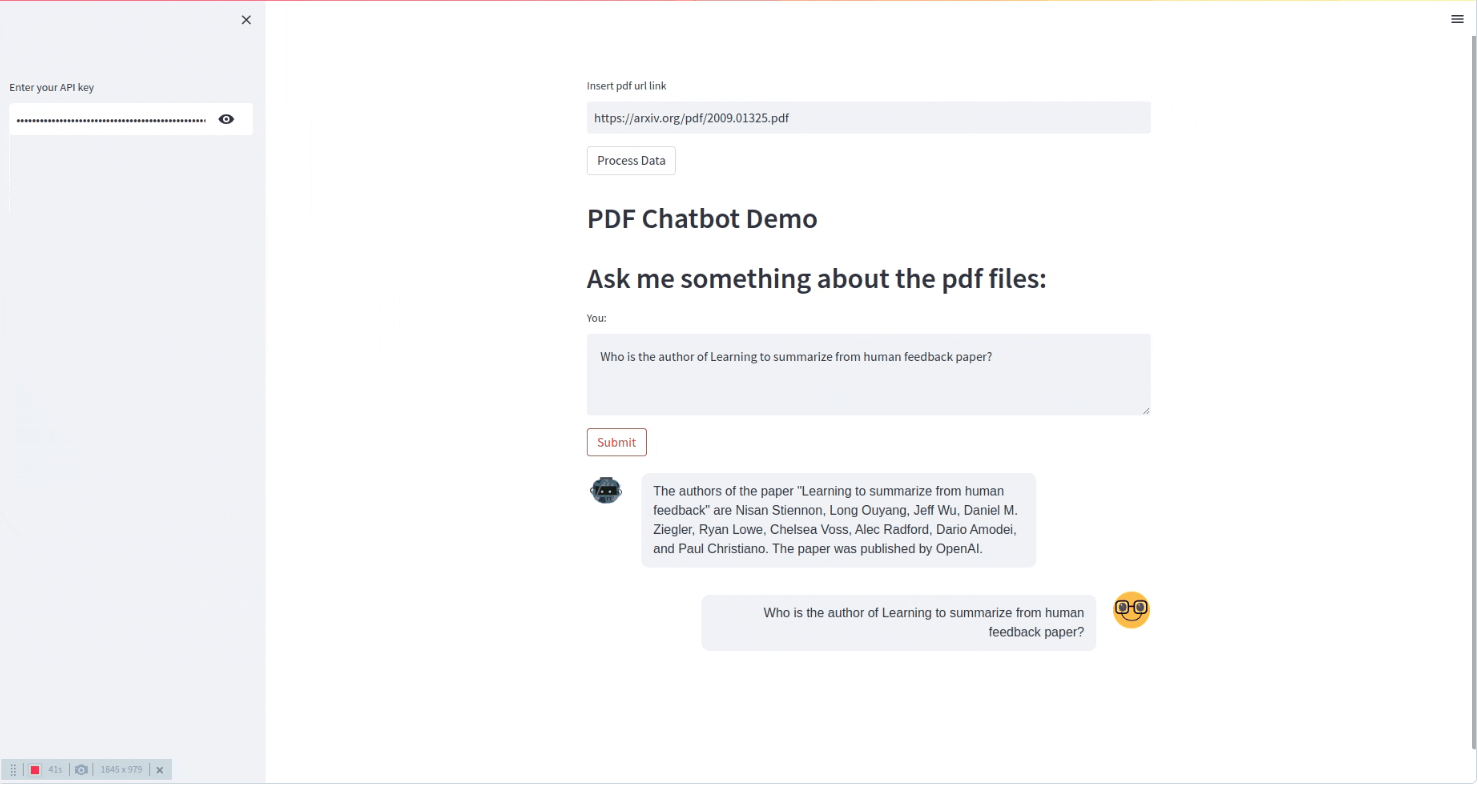 Enter your API key
••••••••••••••••••••••••••••••••••••••••••••••••••
Insert pdf url link
https://arxiv.org/pdf/2009.01325.pdf
Process Data
PDF Chatbot Demo
Ask me something about the pdf files:
You:
Who is the author of Learning to summarize from human feedback paper?
Submit
The authors of the paper "Learning to summarize from human
feedback" are Nisan Stiennon, Long Ouyang, Jeff Wu, Daniel M.
Ziegler, Ryan Lowe, Chelsea Voss, Alec Radford, Dario Amodei,
and Paul Christiano. The paper was published by OpenAI.
Who is the author of Learning to summarize from human
feedback paper?
41s
1845 x 979